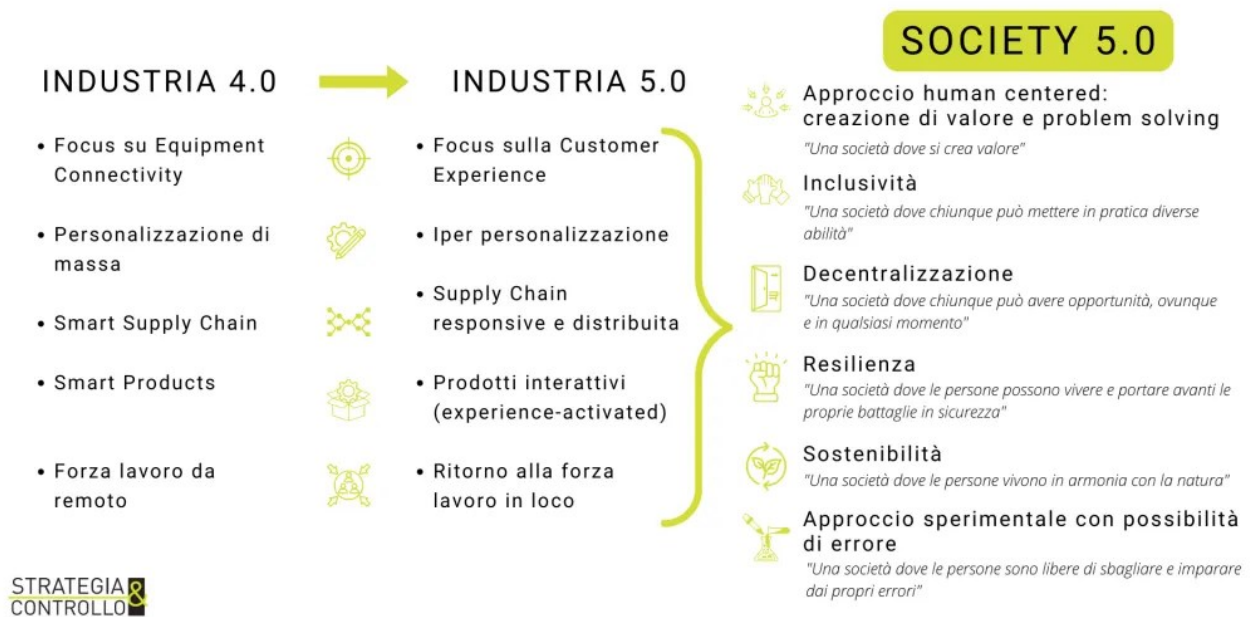 INDUSTRIA 4.0
• Focus su Equipment
Connectivity
• Personalizzazione di
massa
• Smart Supply Chain
• Smart Products
• Forza lavoro da
remoto
INDUSTRIA 5.0
• Focus sulla Customer
Experience
• Iper personalizzazione
• Supply Chain
responsive e distribuita
• Prodotti interattivi
(experience-activated)
• Ritorno alla forza
lavoro in loco
SOCIETY 5.0
Approccio human centered:
creazione di valore e problem solving
"Una società dove si crea valore"
Inclusività
"Una società dove chiunque può mettere in pratica diverse
abilità"
Decentralizzazione
"Una società dove chiunque può avere opportunità, ovunque
e in qualsiasi momento"
Resilienza
"Una società dove le persone possono vivere e portare avanti le
proprie battaglie in sicurezza"
Sostenibilità
"Una società dove le persone vivono in armonia con la natura"
Approccio sperimentale con possibilità
di errore
"Una società dove le persone sono libere di sbagliare e imparare
dai propri errori"
STRATEGIA &
CONTROLLO